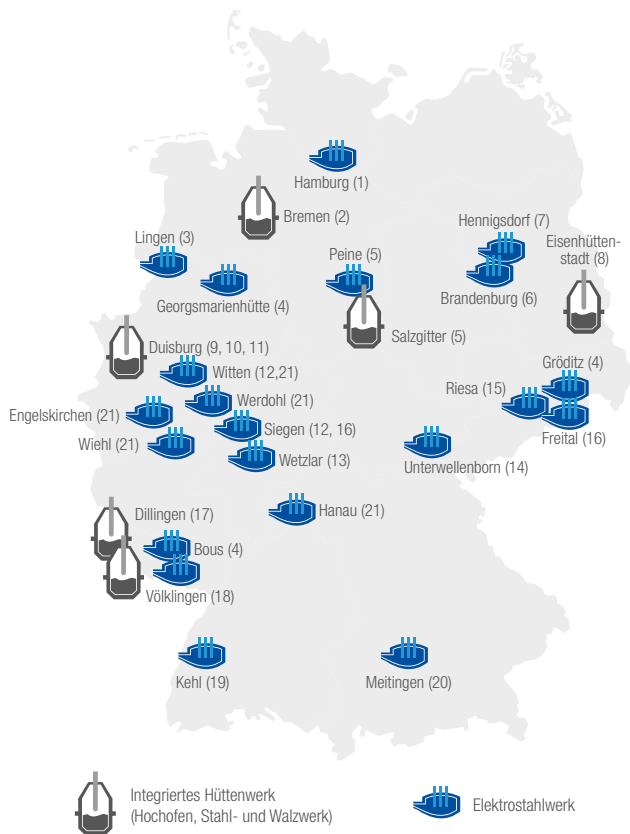 Hamburg (1)
Bremen (2)
Hennigsdorf (7)
Lingen (3)
Eisenhütten-
stadt (8)
Peine (5)
Georgsmarienhütte (4)
Brandenburg (6)
Salzgitter (5)
Duisburg (9, 10, 11)
Gröditz (4)
Witten (12,21)
Riesa (15)
Werdohl (21)
Engelskirchen (21)
Siegen (12, 16)
Freital (16)
Wiehl (21)
Wetzlar (13)
Unterwellenborn (14)
Dillingen (17)
Hanau (21)
Bous (4)
Völklingen (18)
Kehl (19)
Meitingen (20)
Integriertes Hüttenwerk
(Hochofen, Stahl- und Walzwerk)
Elektrostahlwerk